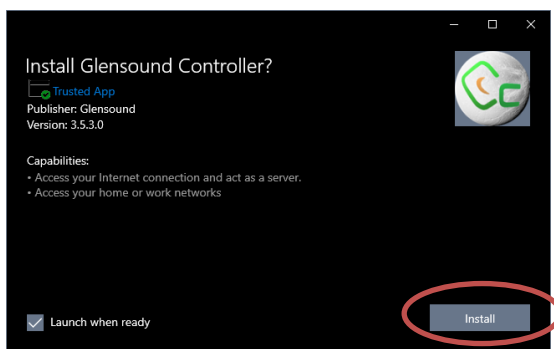 Install Glensound Controller?
Trusted App
Publisher: Glensound
Version: 3.5.3.0
Capabilities:
• Access your Internet connection and act as a server.
• Access your home or work networks
Launch when ready
Install